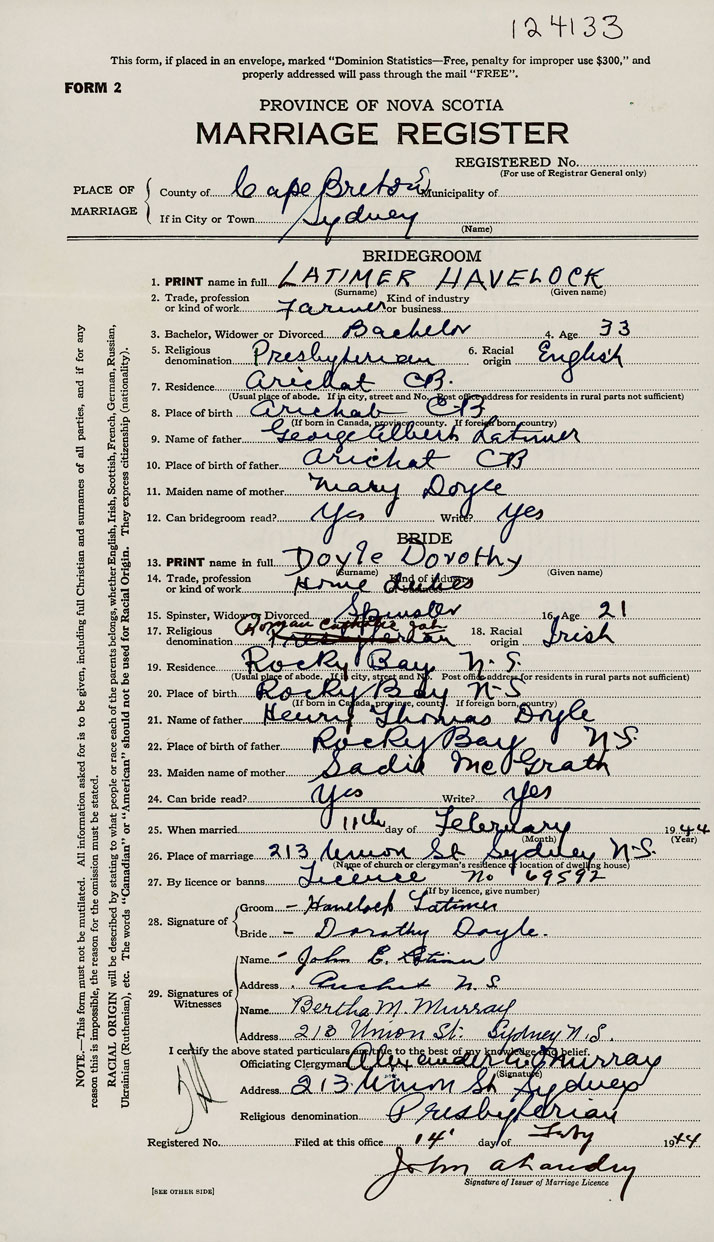 124133
This form, if placed in an envelope, marked "Dominion Statistics—Free, penalty for improper use $300," and
properly addressed will pass through the mail "FREE".
FORM 2
PROVINCE OF NOVA SCOTIA
MARRIAGE REGISTER
REGISTERED No.
(For use of Registrar General only)
PLACE OF MARRIAGE
County of Cape Breton Municipality of
If in City or Town Sydney
(Name)
BRIDEGROOM
1. PRINT name in full LATIMER HAVELOCK
(Surname) (Given name)
2. Trade, profession or kind of work Farmer Kind of industry or business
3. Bachelor, Widower or Divorced Bachelor 4. Age 33
5. Religious denomination Presbyterian 6. Racial origin English
7. Residence Arichat CB.
(Usual place of abode. If in city, street and No. Post office address for residents in rural parts not sufficient)
8. Place of birth Arichat CB
(If born in Canada, province, county. If foreign born, country)
9. Name of father George Albert Latimer
10. Place of birth of father Arichat CB
11. Maiden name of mother Mary Doyle
12. Can bridegroom read? Yes Write? Yes
BRIDE
13. PRINT name in full Doyle Dorothy
(Surname) (Given name)
14. Trade, profession or kind of work Home duties Kind of industry
15. Spinster, Widow or Divorced Spinster 16. Age 21
17. Religious denomination Roman Catholic Presbyterian 18. Racial origin Irish
19. Residence Rocky Bay N.S.
(Usual place of abode. If in city, street and No. Post office address for residents in rural parts not sufficient)
20. Place of birth Rocky Bay N-S
(If born in Canada, province, county. If foreign born, country)
21. Name of father Henry Thomas Doyle
22. Place of birth of father Rocky Bay N.S.
23. Maiden name of mother Sadie McGrath
24. Can bride read? Yes Write? Yes
25. When married 11th day of February 1944
(Month) (Year)
26. Place of marriage 213 Union St Sydney N-S.
(Name of church or clergyman's residence or location of dwelling house)
27. By licence or banns Licence No 69592
(If by licence, give number)
28. Signature of
Groom - Havelock Latimer
Bride - Dorothy Doyle.
29. Signatures of Witnesses
Name - John E. Latimer
Address Arichat N.S.
Name Bertha M. Murray
Address 213 Union St. Sydney N.S.
I certify the above stated particulars are true to the best of my knowledge and belief.
Officiating Clergyman Alexander Murray
(Signature)
Address 213 Union St Sydney
Religious denomination Presbyterian
Registered No. Filed at this office 14 day of Feby 1944
John
Signature of Issuer of Marriage Licence
[SEE OTHER SIDE]
NOTE.—This form must not be mutilated. All information asked for is to be given, including full Christian and surnames of all parties, and if for any
reason this is impossible, the reason for the omission must be stated.
RACIAL ORIGIN will be described by stating to what people or race each of the parents belongs, whether English, Irish, Scottish, French, German, Russian,
Ukrainian (Ruthenian), etc. The words "Canadian" or "American" should not be used for Racial Origin. They express citizenship (nationality).